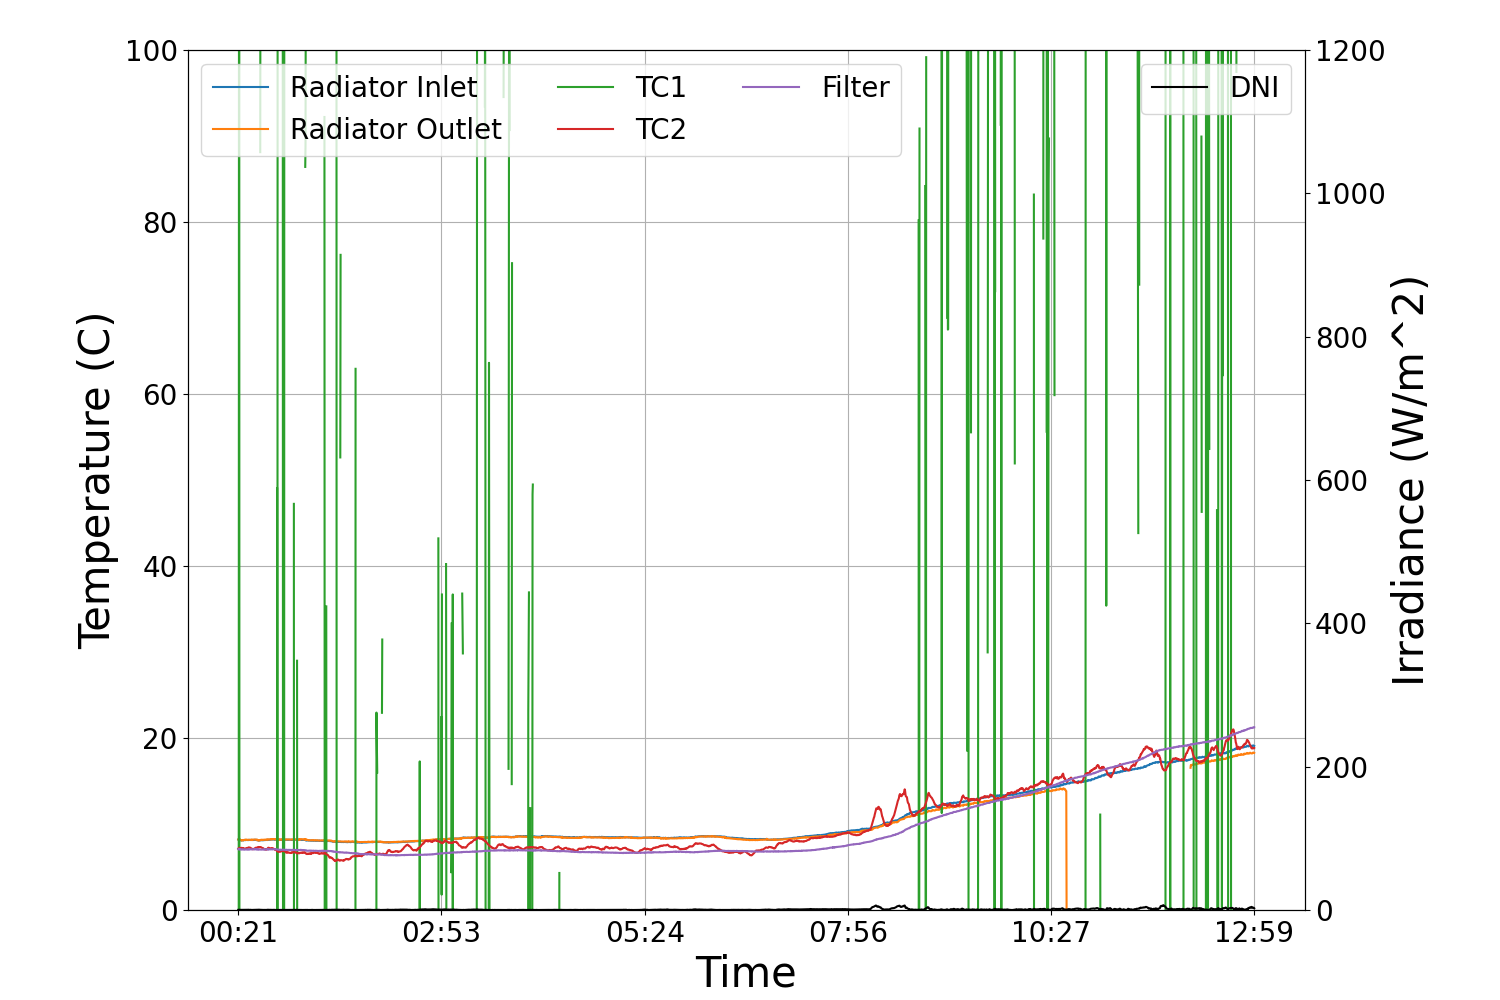 100
80
60
40
20
0
Temperature (C)
Radiator Inlet
Radiator Outlet
TC1
TC2
Filter
DNI
1200
1000
800
600
400
200
0
Irradiance (W/m^2)
00:21 02:53 05:24 07:56 10:27 12:59
Time